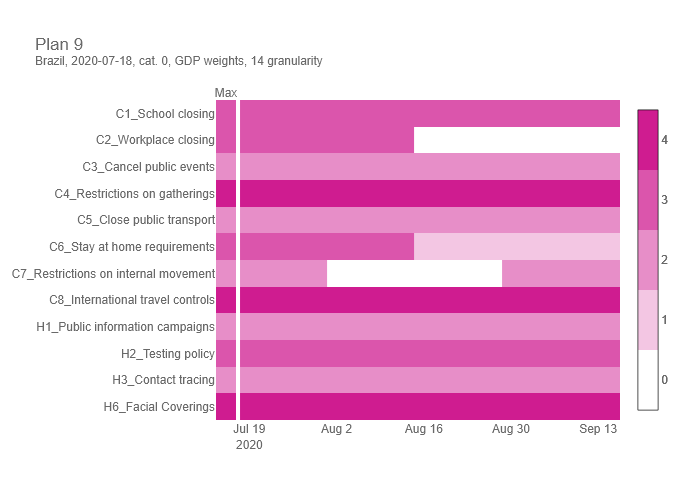 Plan 9
Brazil, 2020-07-18, cat. 0, GDP weights, 14 granularity
Max
C1_School closing
C2_Workplace closing
C3_Cancel public events
C4_Restrictions on gatherings
C5_Close public transport
C6_Stay at home requirements
C7_Restrictions on internal movement
C8_International travel controls
H1_Public information campaigns
H2_Testing policy
H3_Contact tracing
H6_Facial Coverings
Jul 19 Aug 2 Aug 16 Aug 30 Sep 13
2020
4
3
2
1
0